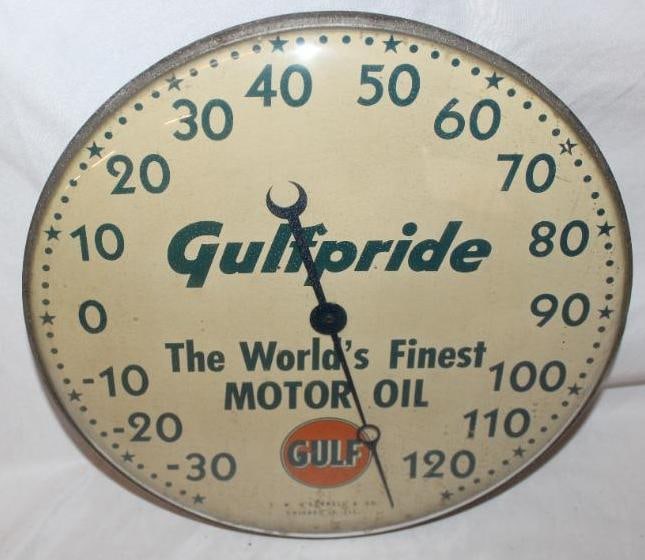 40 50
30 60
20 70
10 Gulfpride 80
0 90
The World's Finest
-10 MOTOR OIL 100
-20 110
-30 GULF 120